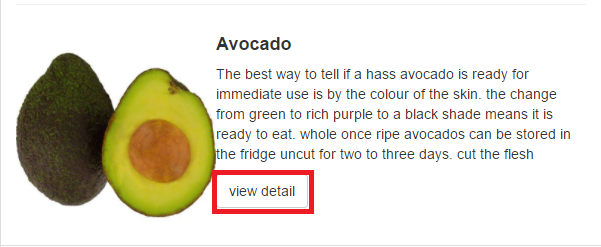 Avocado
The best way to tell if a hass avocado is ready for
immediate use is by the colour of the skin. the change
from green to rich purple to a black shade means it is
ready to eat. whole once ripe avocados can be stored in
the fridge uncut for two to three days. cut the flesh
view detail